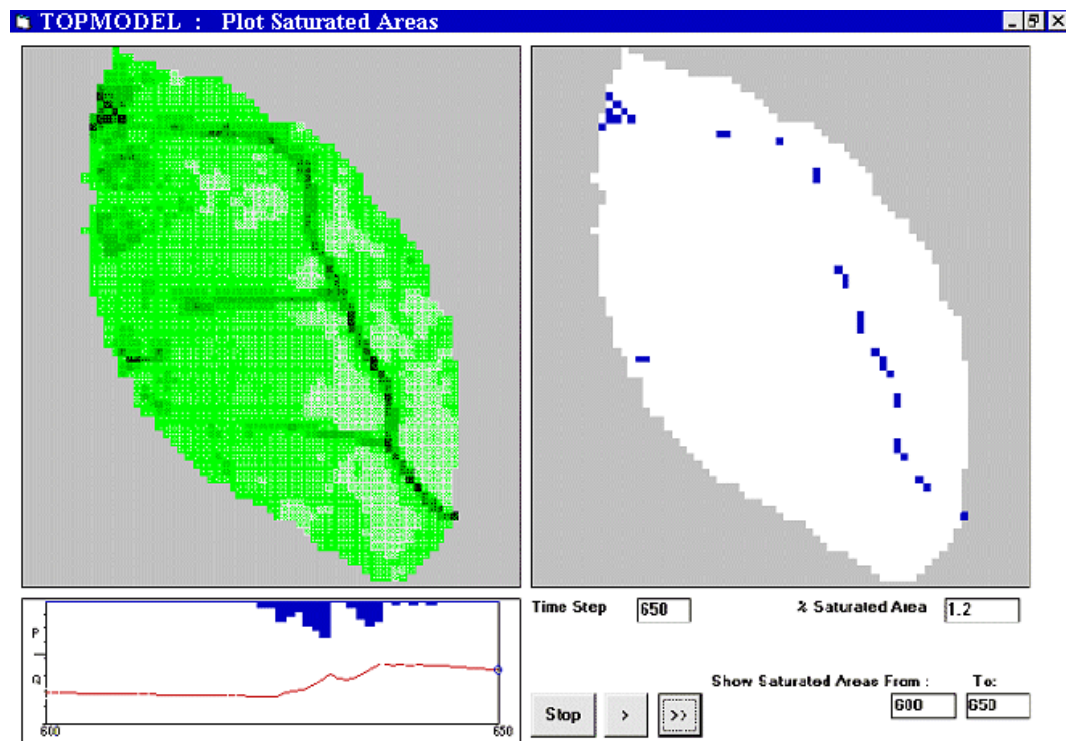 TOPMODEL : Plot Saturated Areas
P
Q
600
650
Time Step 650
% Saturated Area 1.2
Show Saturated Areas From : To:
600 650
Stop > >>